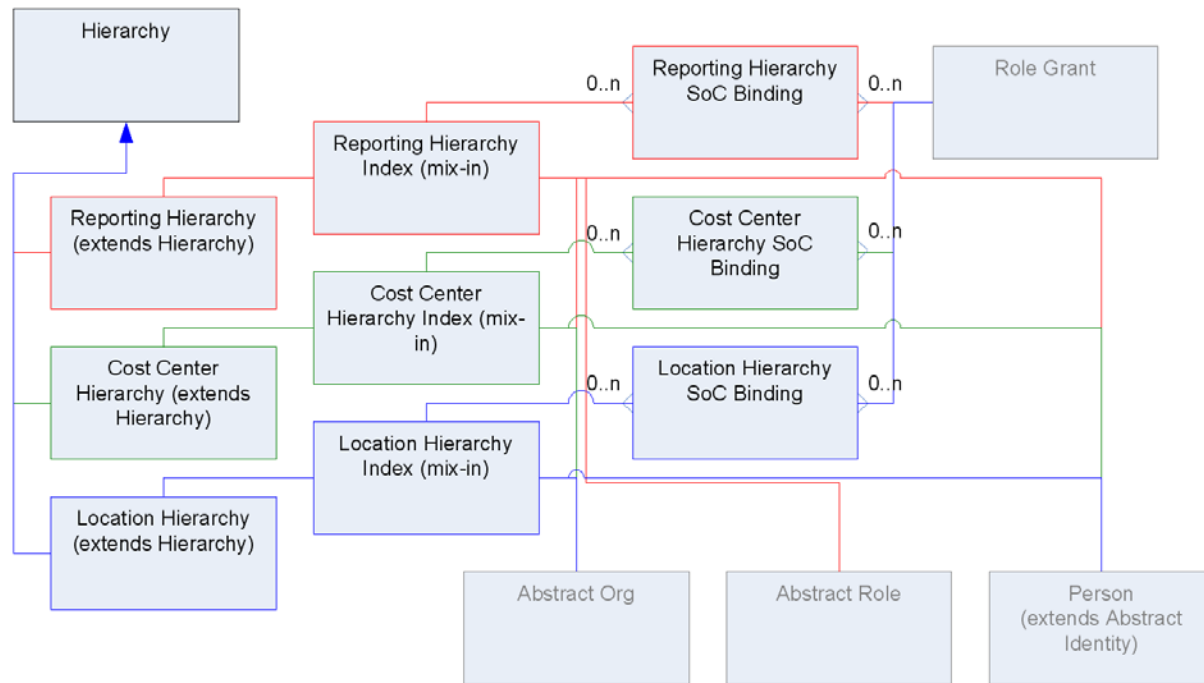 Hierarchy
0..n
Reporting Hierarchy
SoC Binding
0..n
Role Grant
Reporting Hierarchy
Index (mix-in)
Reporting Hierarchy
(extends Hierarchy)
0..n
Cost Center
Hierarchy SoC
Binding
0..n
Cost Center
Hierarchy Index (mix-
in)
Cost Center
Hierarchy (extends
Hierarchy)
0..n
Location Hierarchy
SoC Binding
0..n
Location Hierarchy
Index (mix-in)
Location Hierarchy
(extends Hierarchy)
Abstract Org
Abstract Role
Person
(extends Abstract
Identity)